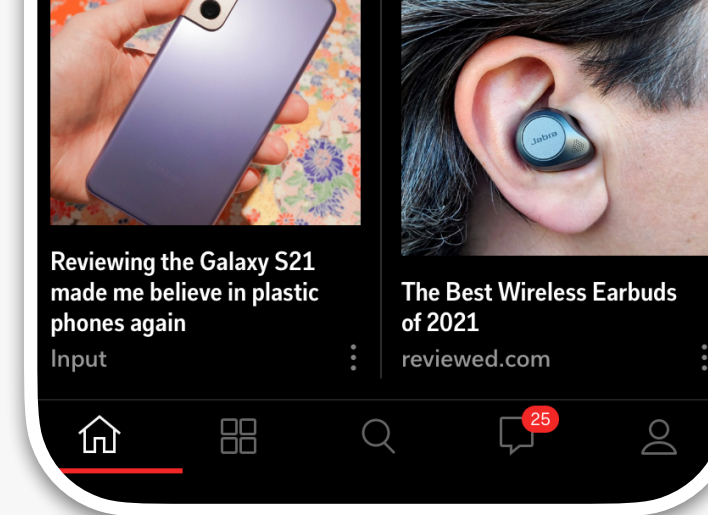 Jabra
Reviewing the Galaxy S21
made me believe in plastic
phones again
Input
The Best Wireless Earbuds
of 2021
reviewed.com
25